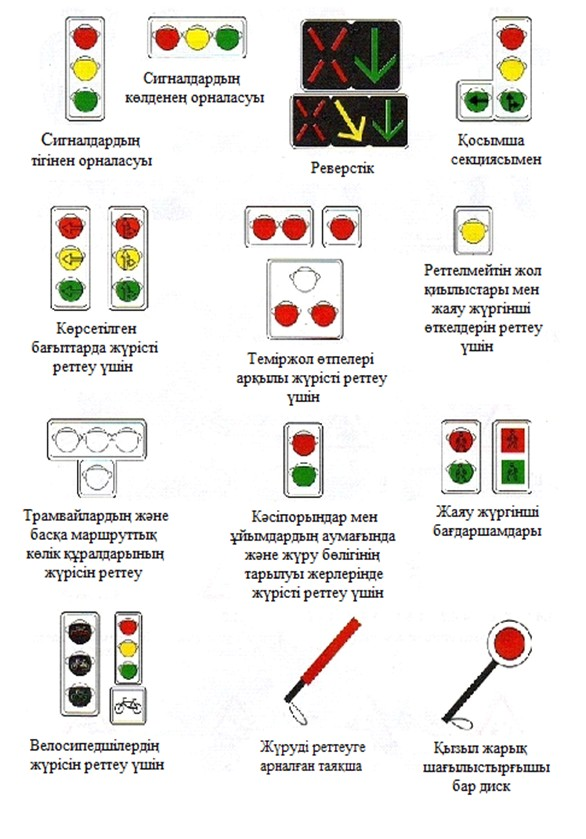 Сигналдардың
тігінен орналасуы
Сигналдардың
көлденең орналасуы
Реверстік
Қосымша
секциясымен
Көрсетілген
бағыптарда жүрісті
реттеу үшін
Теміржол өтпелері
арқылы жүрісті реттеу
үшін
Реттелмейтін жол
қиылыстары мен
жаяу жүргінші
өткелдерін реттеу
үшін
Трамвайлардың және
басқа маршруттық
көлік құралдарының
жүрісін реттеу
Кәсіпорындар мен
ұйымдардың аумағында
және жүру бөлігінің
тарылуы жерлерінде
жүрісті реттеу үшін
Жаяу жүргінші
бағдаршамдары
Велосипедшілердің
жүрісін реттеу үшін
Жүруді реттеуге
арналған таяқша
Қызыл жарық
шағылыстырғышы
бар диск